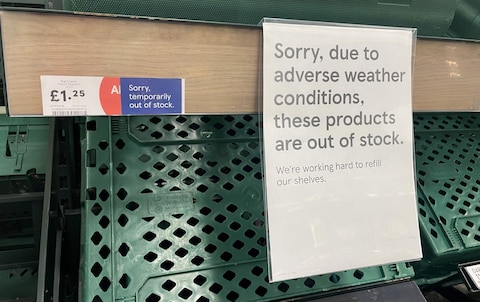 £1.25
Sorry,
temporarily
out of stock.
Sorry, due to
adverse weather
conditions,
these products
are out of stock.
We're working hard to refill
our shelves.